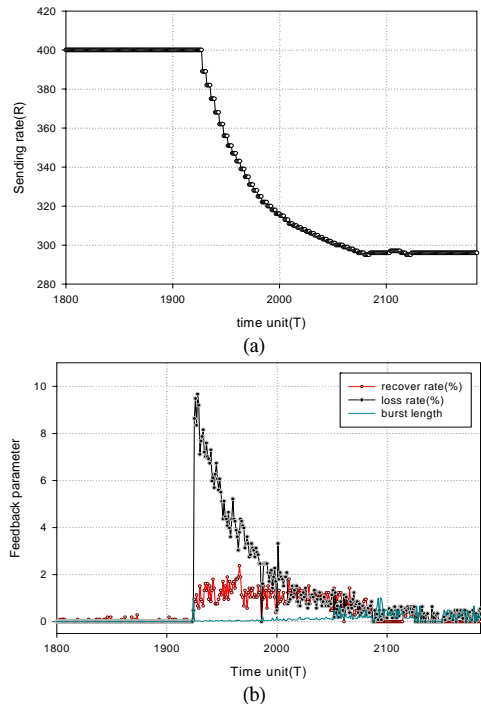 420
400
380
360
340
320
300
280
Sending rate(R)
1800 1900 2000 2100
time unit(T)
(a)
10
8
6
4
2
0
Feedback parameter
recover rate(%)
loss rate(%)
burst length
1800 1900 2000 2100
Time unit(T)
(b)